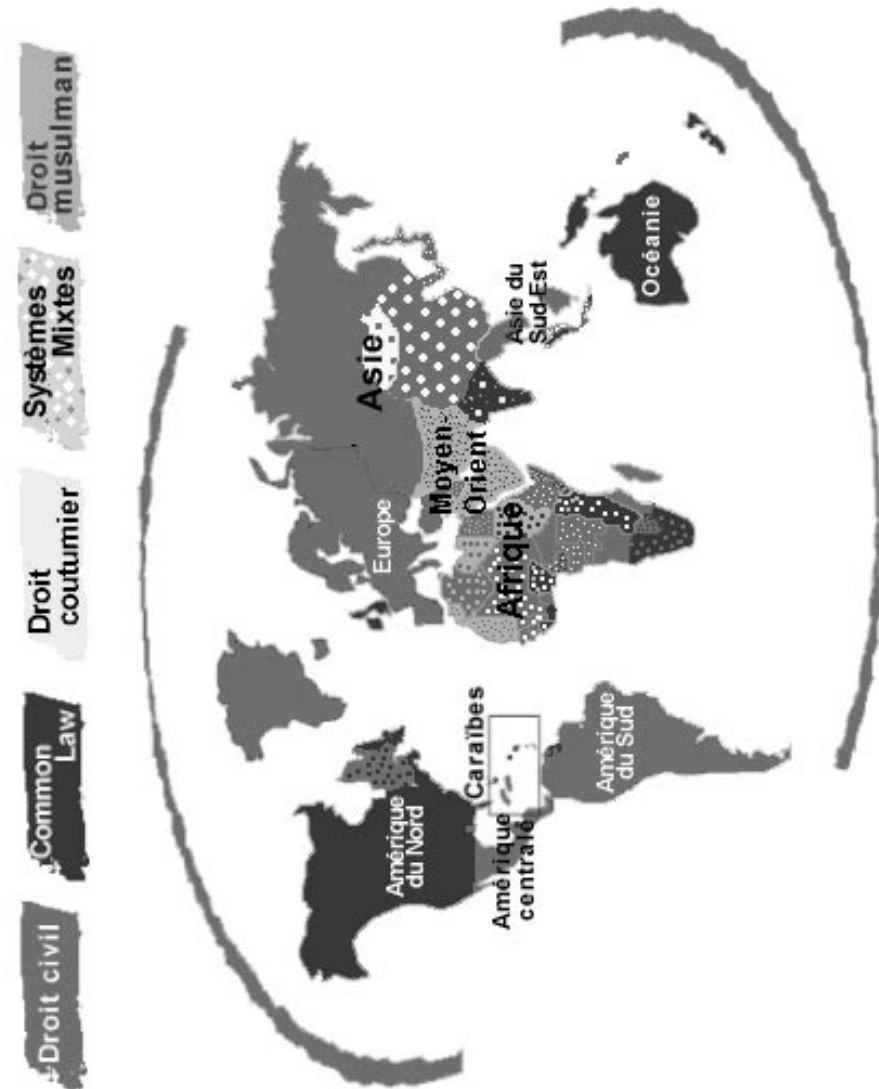 Droit civil
Common
Law
Droit
coutumier
Systèmes
Mixtes
Droit
musulman
Amérique
du Nord
Amérique
centrale
Caraïbes
Amérique
du Sud
Europe
Asie
Moyen-
Orient
Afrique
Asie du
Sud-Est
Océanie